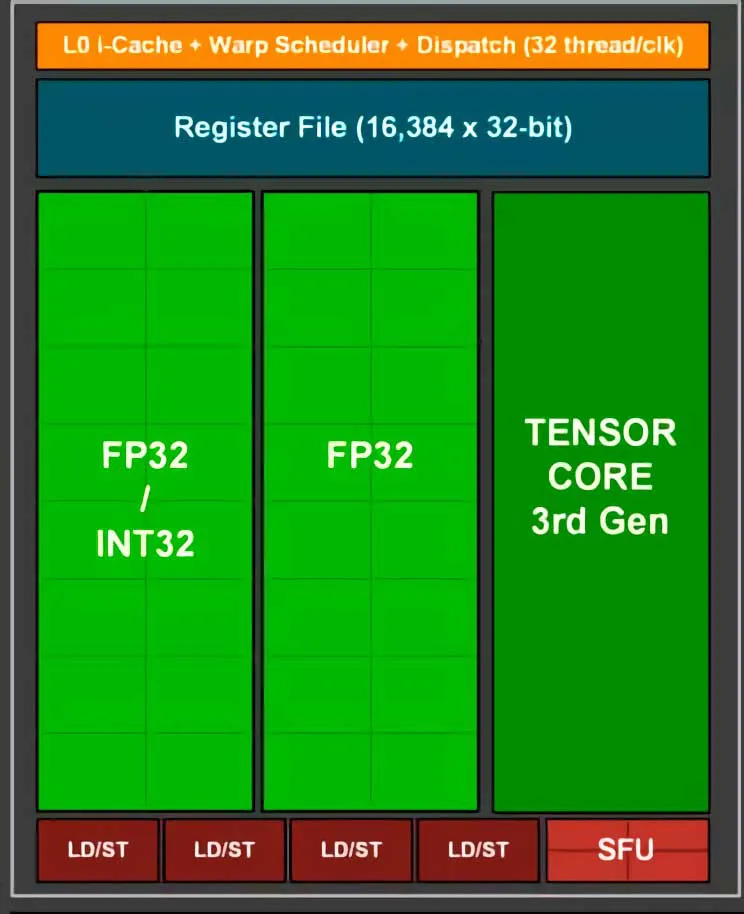 L0 i-Cache + Warp Scheduler + Dispatch (32 thread/clk)
Register File (16,384 x 32-bit)
FP32
/
INT32
FP32
TENSOR
CORE
3rd Gen
LD/ST
LD/ST
LD/ST
LD/ST
SFU